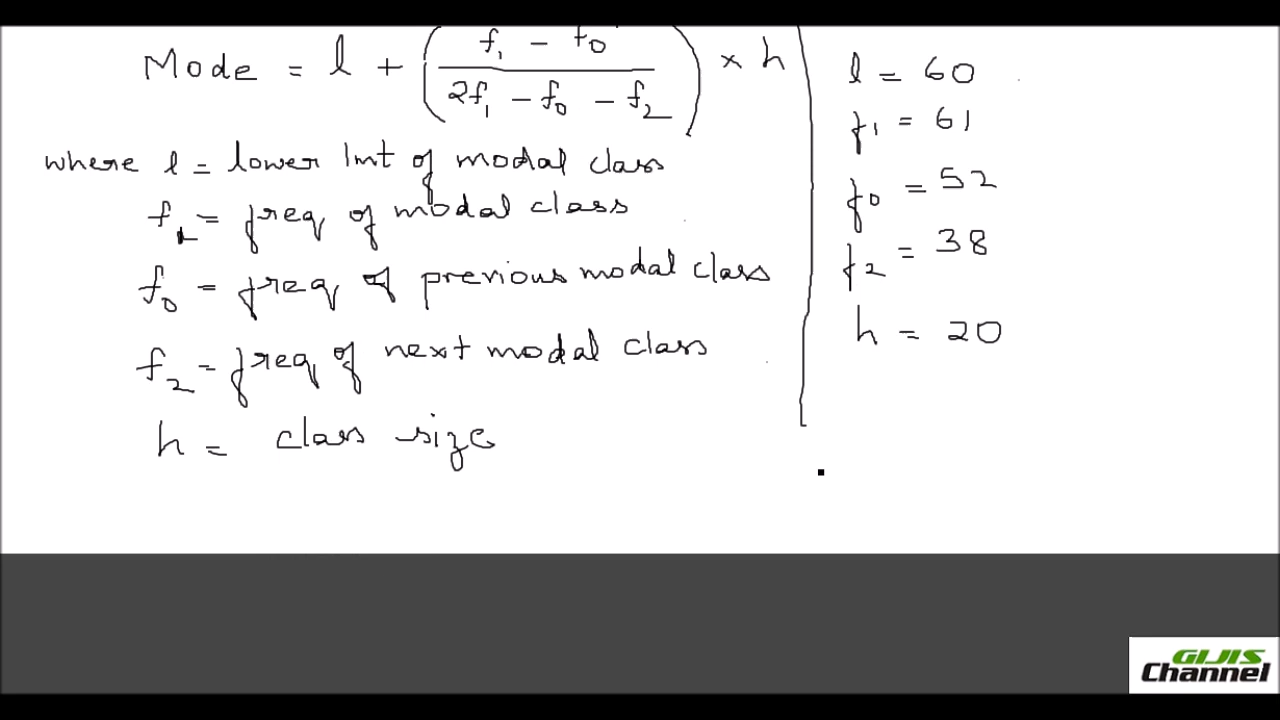 Mode = l + ( f₁ - f₀ / 2f₁ - f₀ - f₂ ) × h
where l = lower lmt of modal class
f₁ = freq of modal class
f₀ = freq of previous modal class
f₂ = freq of next modal class
h = class size
l = 60
f₁ = 61
f₀ = 52
f₂ = 38
h = 20
GIJIS
Channel